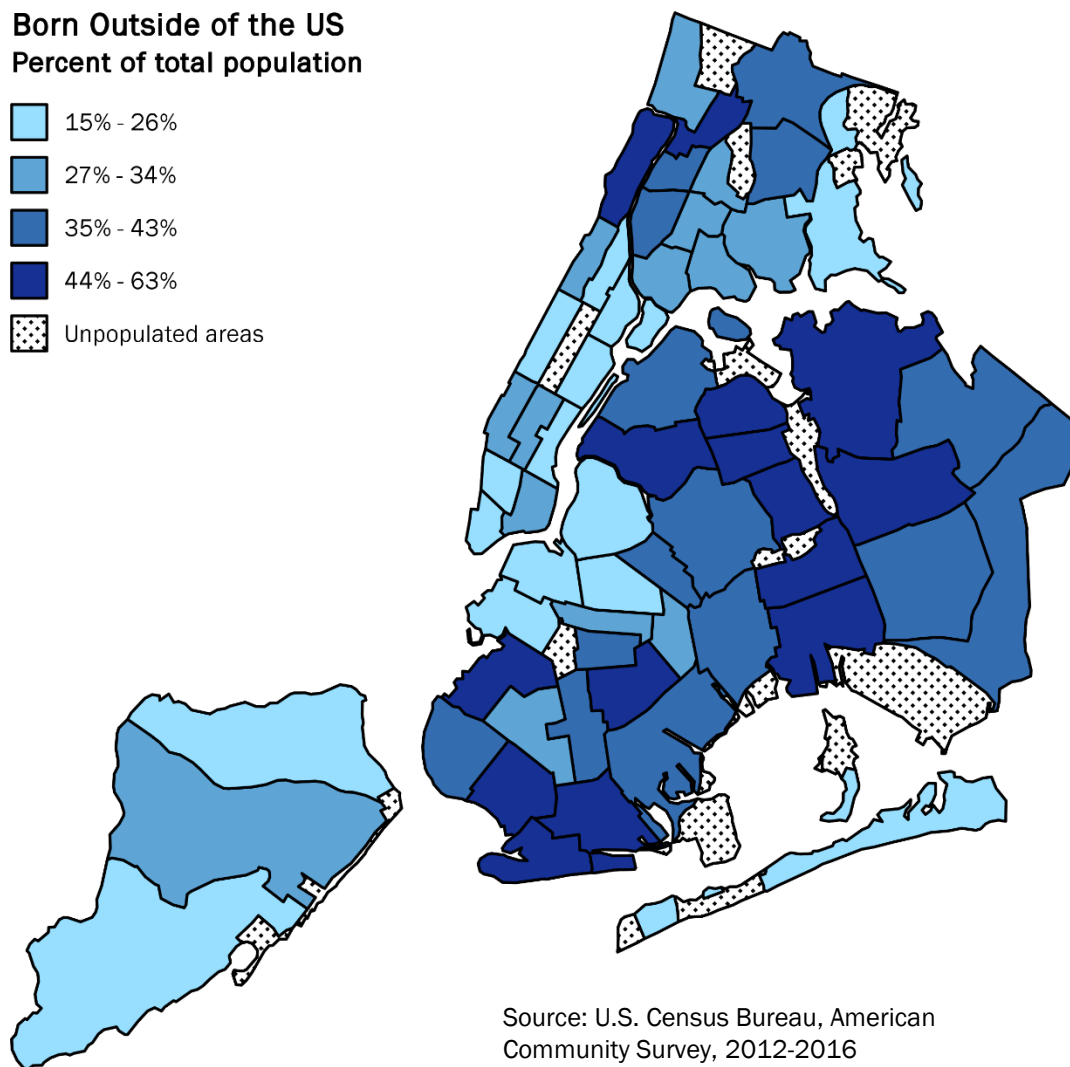 Born Outside of the US
Percent of total population
15% - 26%
27% - 34%
35% - 43%
44% - 63%
Unpopulated areas
Source: U.S. Census Bureau, American
Community Survey, 2012-2016